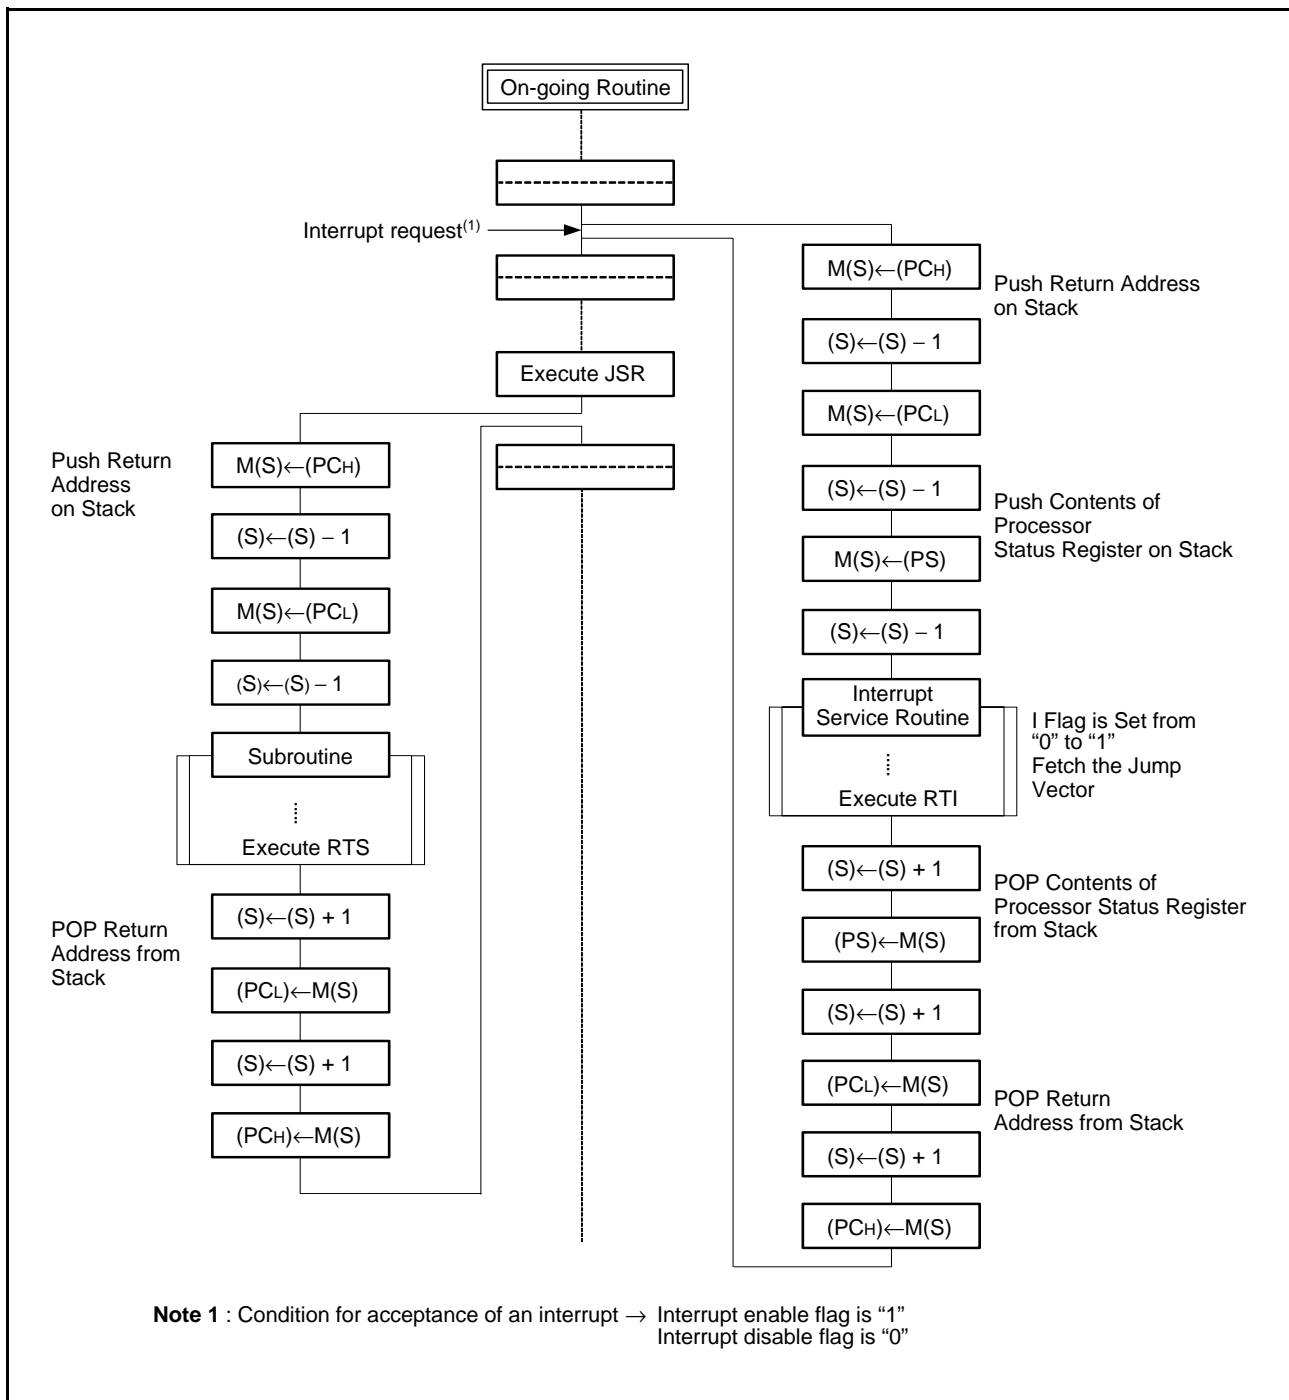 On-going Routine
Interrupt request(1)
Execute JSR
Push Return
Address
on Stack
M(S)←(PCH)
(S)←(S) − 1
M(S)←(PCL)
(S)←(S) − 1
Subroutine
Execute RTS
POP Return
Address from
Stack
(S)←(S) + 1
(PCL)←M(S)
(S)←(S) + 1
(PCH)←M(S)
M(S)←(PCH)
Push Return Address
on Stack
(S)←(S) − 1
M(S)←(PCL)
(S)←(S) − 1
Push Contents of
Processor
Status Register on Stack
M(S)←(PS)
(S)←(S) − 1
Interrupt
Service Routine
I Flag is Set from
“0” to “1”
Fetch the Jump
Vector
Execute RTI
(S)←(S) + 1
POP Contents of
Processor Status Register
from Stack
(PS)←M(S)
(S)←(S) + 1
(PCL)←M(S)
POP Return
Address from Stack
(S)←(S) + 1
(PCH)←M(S)
Note 1 : Condition for acceptance of an interrupt → Interrupt enable flag is “1”
Interrupt disable flag is “0”